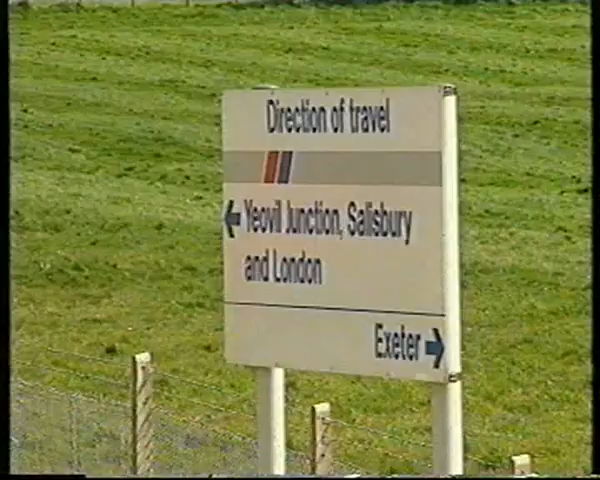 Direction of travel
← Yeovil Junction, Salisbury
and London
Exeter →